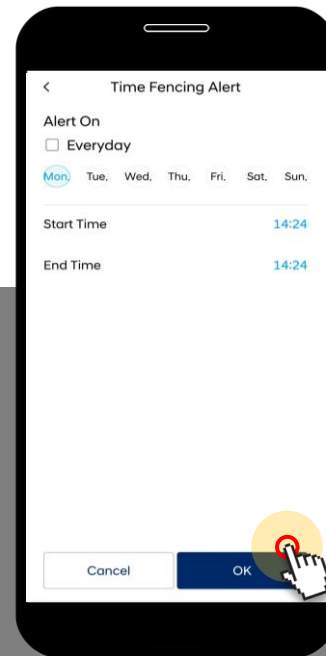 < Time Fencing Alert
Alert On
Everyday
Mon. Tue. Wed. Thu. Fri. Sat. Sun.
Start Time 14:24
End Time 14:24
Cancel OK